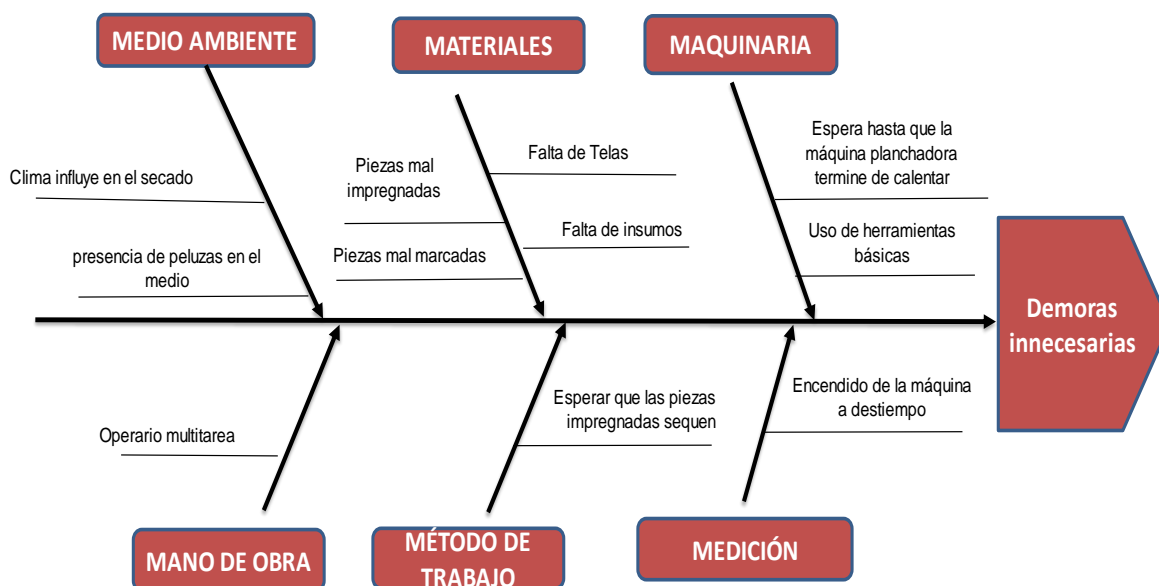 MEDIO AMBIENTE
MATERIALES
MAQUINARIA
Clima influye en el secado
presencia de peluzas en el
medio
Piezas mal
impregnadas
Piezas mal marcadas
Falta de Telas
Falta de insumos
Espera hasta que la
máquina planchadora
termine de calentar
Uso de herramientas
básicas
Demoras
innecesarias
Operario multitarea
Esperar que las piezas
impregnadas sequen
Encendido de la máquina
a destiempo
MANO DE OBRA
MÉTODO DE
TRABAJO
MEDICIÓN